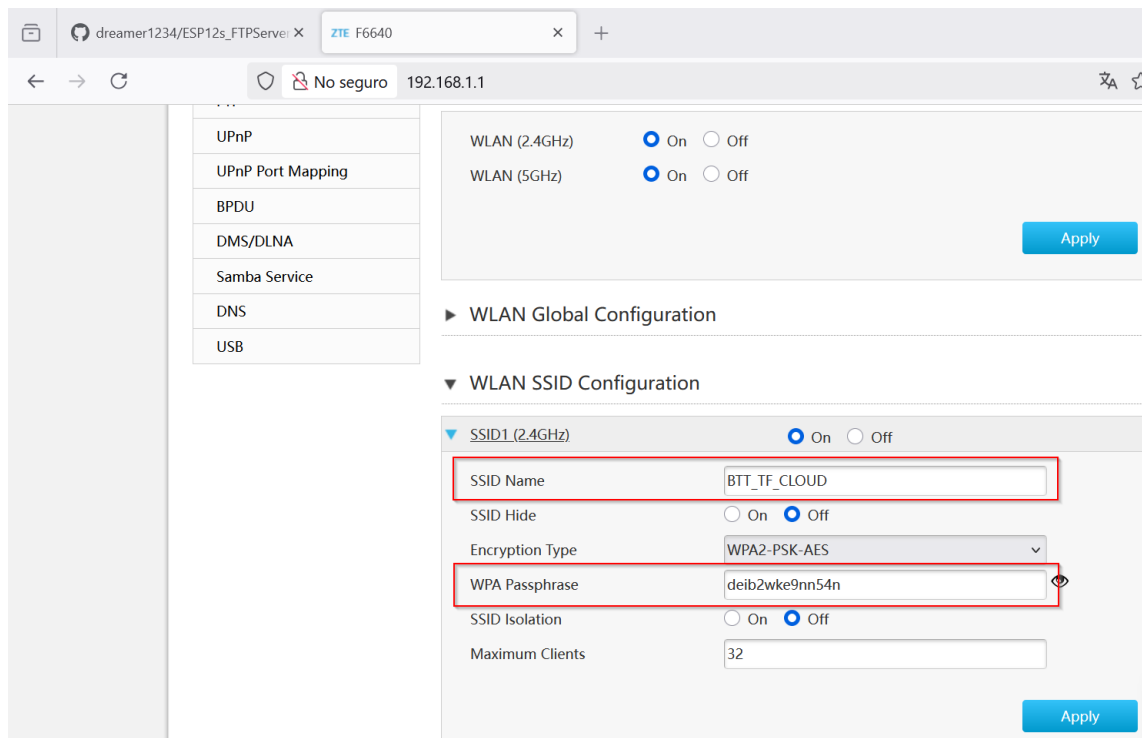 dreamer1234/ESP12s_FTPServer
ZTE F6640
No seguro 192.168.1.1
UPnP
UPnP Port Mapping
BPDU
DMS/DLNA
Samba Service
DNS
USB
WLAN (2.4GHz) On Off
WLAN (5GHz) On Off
Apply
WLAN Global Configuration
WLAN SSID Configuration
SSID1 (2.4GHz) On Off
SSID Name BTT_TF_CLOUD
SSID Hide On Off
Encryption Type WPA2-PSK-AES
WPA Passphrase deib2wke9nn54n
SSID Isolation On Off
Maximum Clients 32
Apply